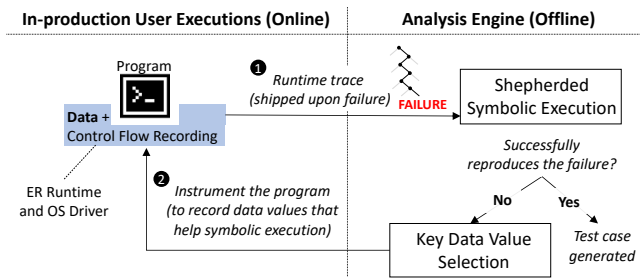 In-production User Executions (Online)
Analysis Engine (Offline)
Program
>_
Data +
Control Flow Recording
ER Runtime
and OS Driver
1
Runtime trace
(shipped upon failure)
FAILURE
Shepherded
Symbolic Execution
Successfully
reproduces the failure?
No
Yes
Test case
generated
Key Data Value
Selection
2
Instrument the program
(to record data values that
help symbolic execution)